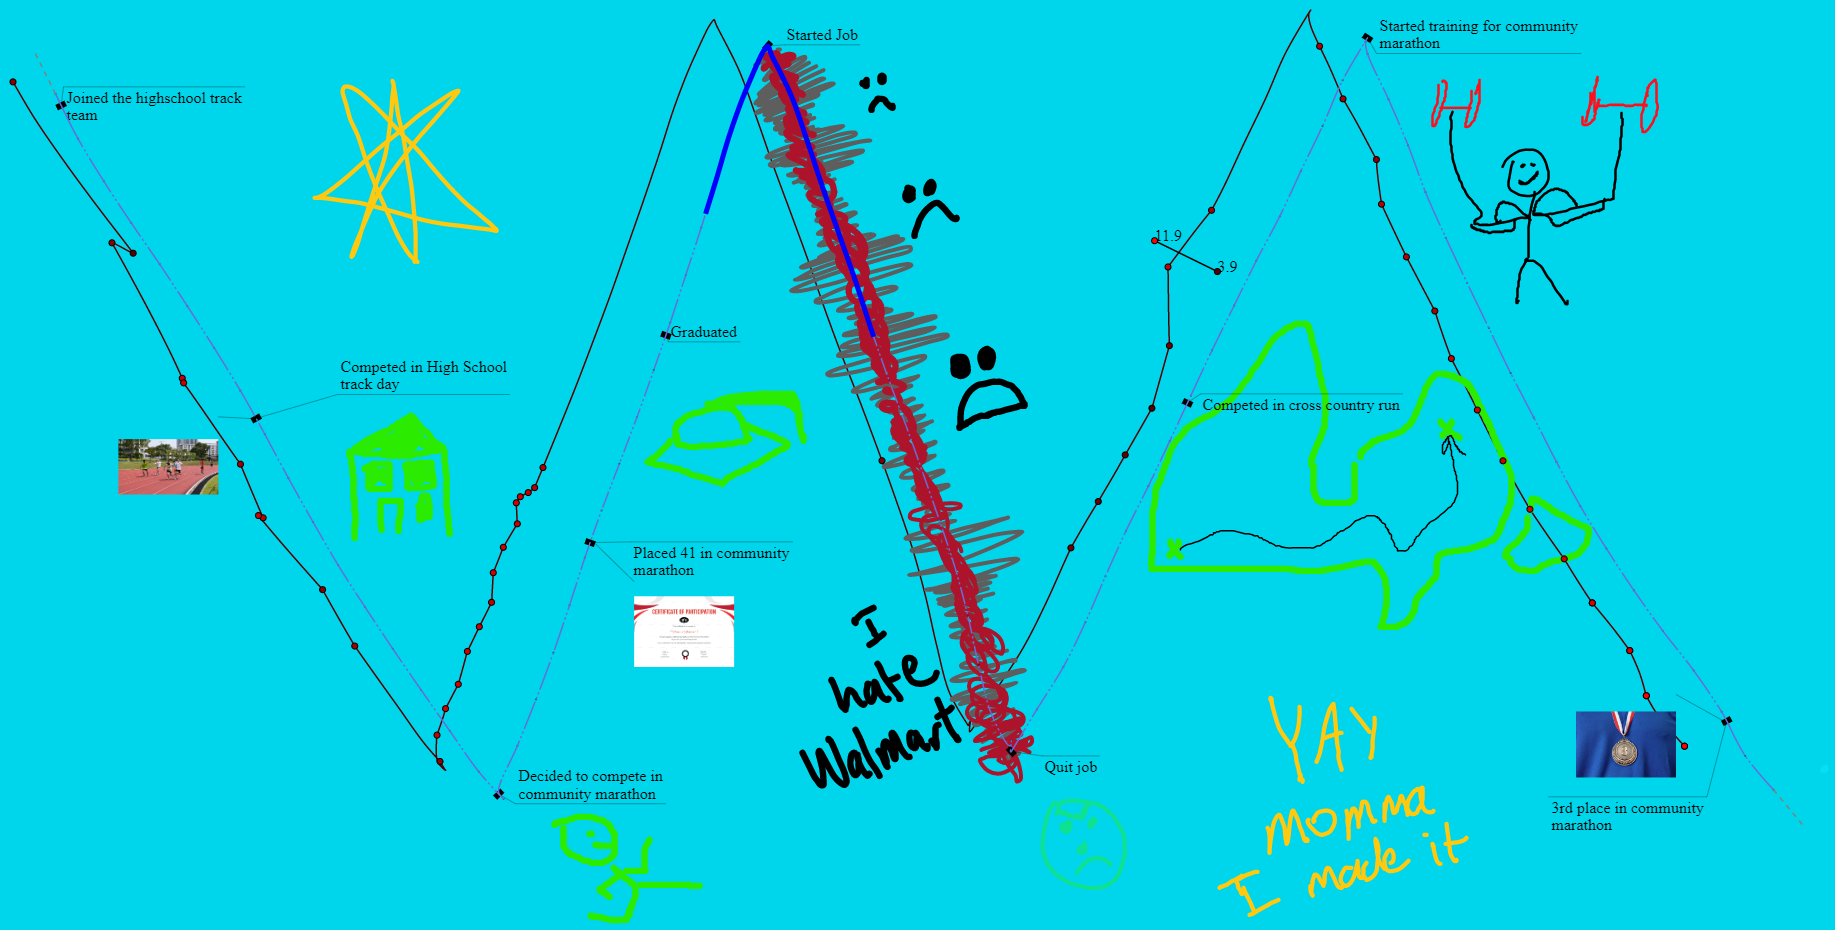 Started Job
Started training for community
marathon
Joined the highschool track
team
11.9
3.9
Graduated
Competed in High School
track day
Competed in cross country run
Placed 41 in community
marathon
CERTIFICATE OF PARTICIPATION
I
hate
Walmart
Quit job
Decided to compete in
community marathon
YAY
momma
I made it
3rd place in community
marathon